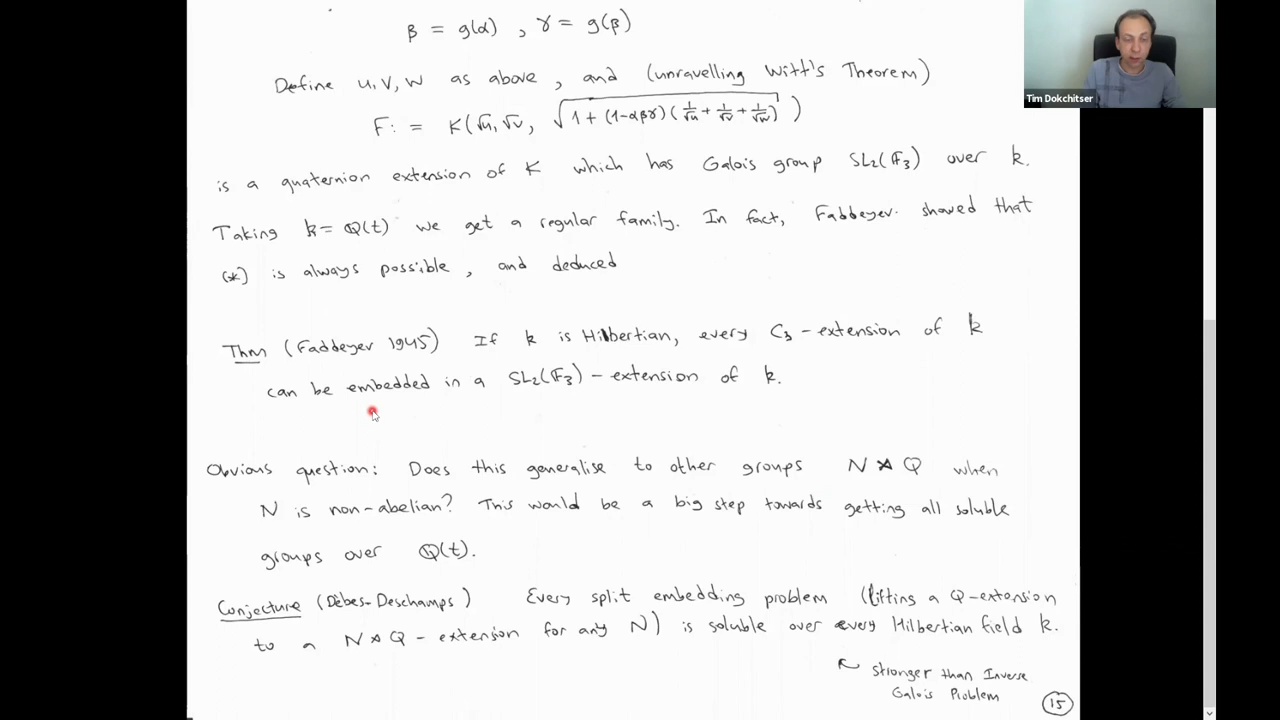 β = g(α) , γ = g(β)
Tim Dokchitser
Define u, v, w as above , and (unravelling Witt's Theorem)
F := K(√u, √v, √(1 + (1-αβγ)(1/√u + 1/√v + 1/√w)) )
is a quaternion extension of K which has Galois group SL₂(𝔽₃) over k.
Taking k = ℚ(t) we get a regular family. In fact, Faddeyev showed that
(*) is always possible , and deduced
Thm (Faddeyev 1945) If k is Hilbertian, every C₃-extension of k
can be embedded in a SL₂(𝔽₃)-extension of k.
Obvious question: Does this generalise to other groups N ⋊ Q when
N is non-abelian? This would be a big step towards getting all soluble
groups over ℚ(t).
Conjecture (Dèbes-Deschamps) Every split embedding problem (lifting a Q-extension
to a N ⋊ Q - extension for any N) is soluble over every Hilbertian field k.
↖ stronger than Inverse
Galois Problem
15